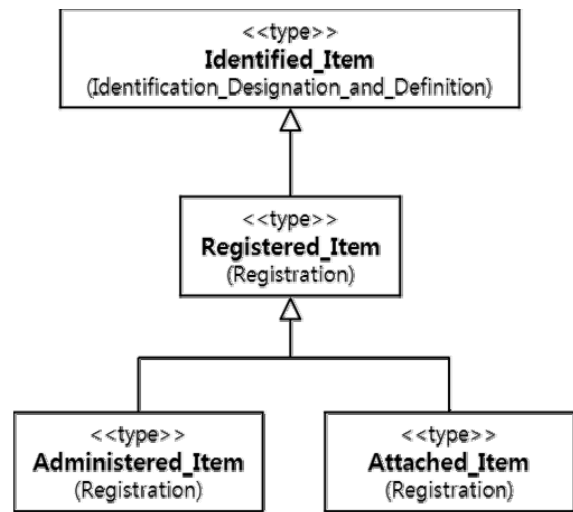 <<type>>
Identified_Item
(Identification_Designation_and_Definition)
<<type>>
Registered_Item
(Registration)
<<type>>
Administered_Item
(Registration)
<<type>>
Attached_Item
(Registration)